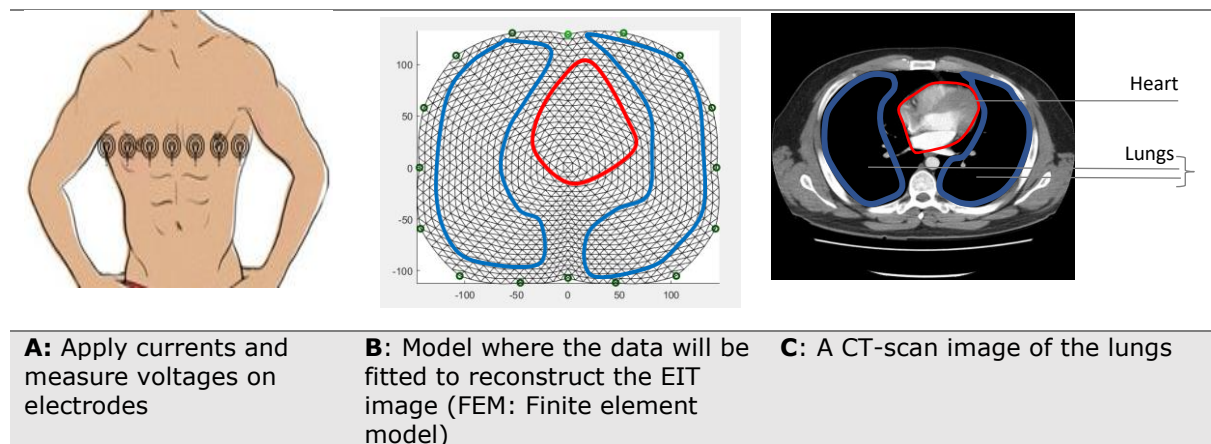 100
50
0
-50
-100
-100
-50
0
50
100
Heart
Lungs
A: Apply currents and
measure voltages on
electrodes
B: Model where the data will be
fitted to reconstruct the EIT
image (FEM: Finite element
model)
C: A CT-scan image of the lungs